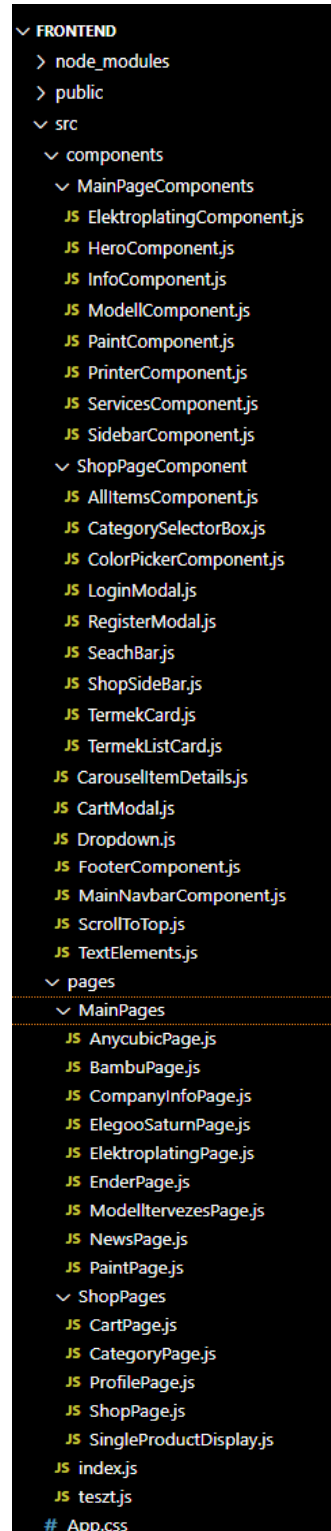 FRONTEND
node_modules
public
src
components
MainPageComponents
JS ElektroplatingComponent.js
JS HeroComponent.js
JS InfoComponent.js
JS ModellComponent.js
JS PaintComponent.js
JS PrinterComponent.js
JS ServicesComponent.js
JS SidebarComponent.js
ShopPageComponent
JS AllItemsComponent.js
JS CategorySelectorBox.js
JS ColorPickerComponent.js
JS LoginModal.js
JS RegisterModal.js
JS SeachBar.js
JS ShopSideBar.js
JS TermekCard.js
JS TermekListCard.js
JS CarouselItemDetails.js
JS CartModal.js
JS Dropdown.js
JS FooterComponent.js
JS MainNavbarComponent.js
JS ScrollToTop.js
JS TextElements.js
pages
MainPages
JS AnycubicPage.js
JS BambuPage.js
JS CompanyInfoPage.js
JS ElegooSaturnPage.js
JS ElektroplatingPage.js
JS EnderPage.js
JS ModelltervezesPage.js
JS NewsPage.js
JS PaintPage.js
ShopPages
JS CartPage.js
JS CategoryPage.js
JS ProfilePage.js
JS ShopPage.js
JS SingleProductDisplay.js
JS index.js
JS teszt.js
# App.css